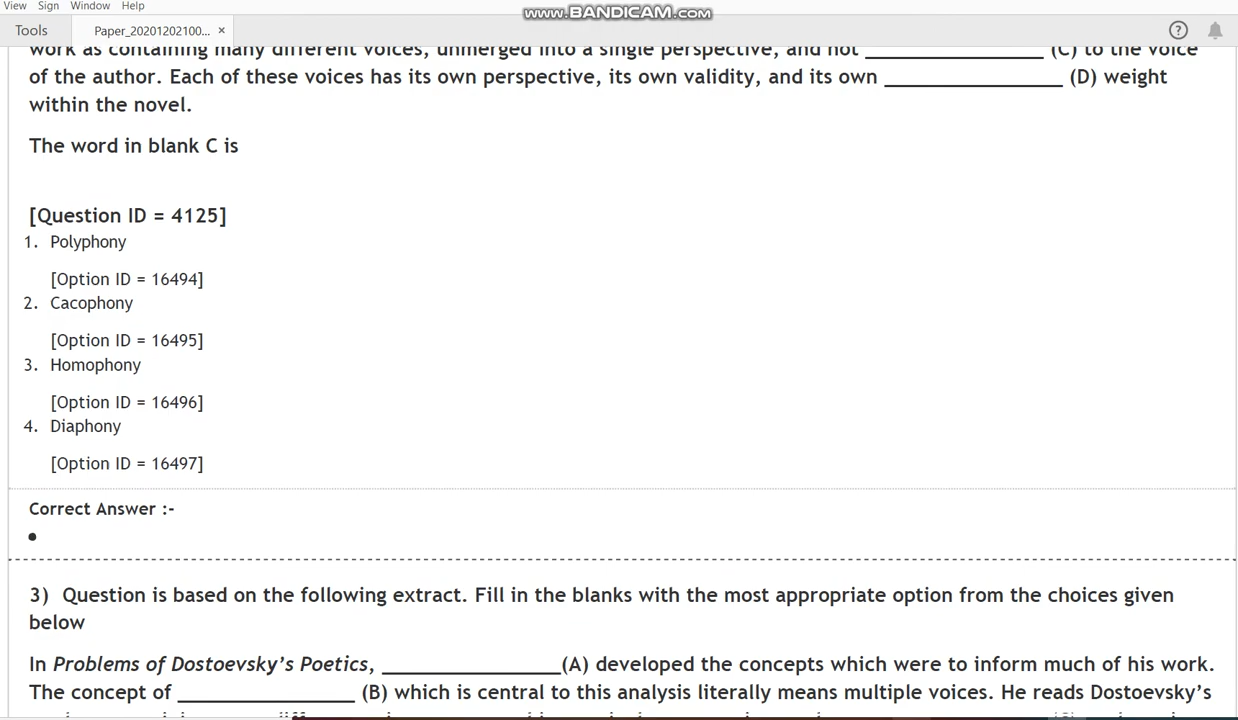 View Sign Window Help
www.BANDICAM.com
Tools Paper_20201202100... ×
work as containing many different voices, unmerged into a single perspective, and not _________________ (C) to the voice
of the author. Each of these voices has its own perspective, its own validity, and its own _________________ (D) weight
within the novel.
The word in blank C is
[Question ID = 4125]
1. Polyphony
[Option ID = 16494]
2. Cacophony
[Option ID = 16495]
3. Homophony
[Option ID = 16496]
4. Diaphony
[Option ID = 16497]
Correct Answer :-
•
3) Question is based on the following extract. Fill in the blanks with the most appropriate option from the choices given
below
In Problems of Dostoevsky's Poetics, _________________(A) developed the concepts which were to inform much of his work.
The concept of _________________ (B) which is central to this analysis literally means multiple voices. He reads Dostoevsky's